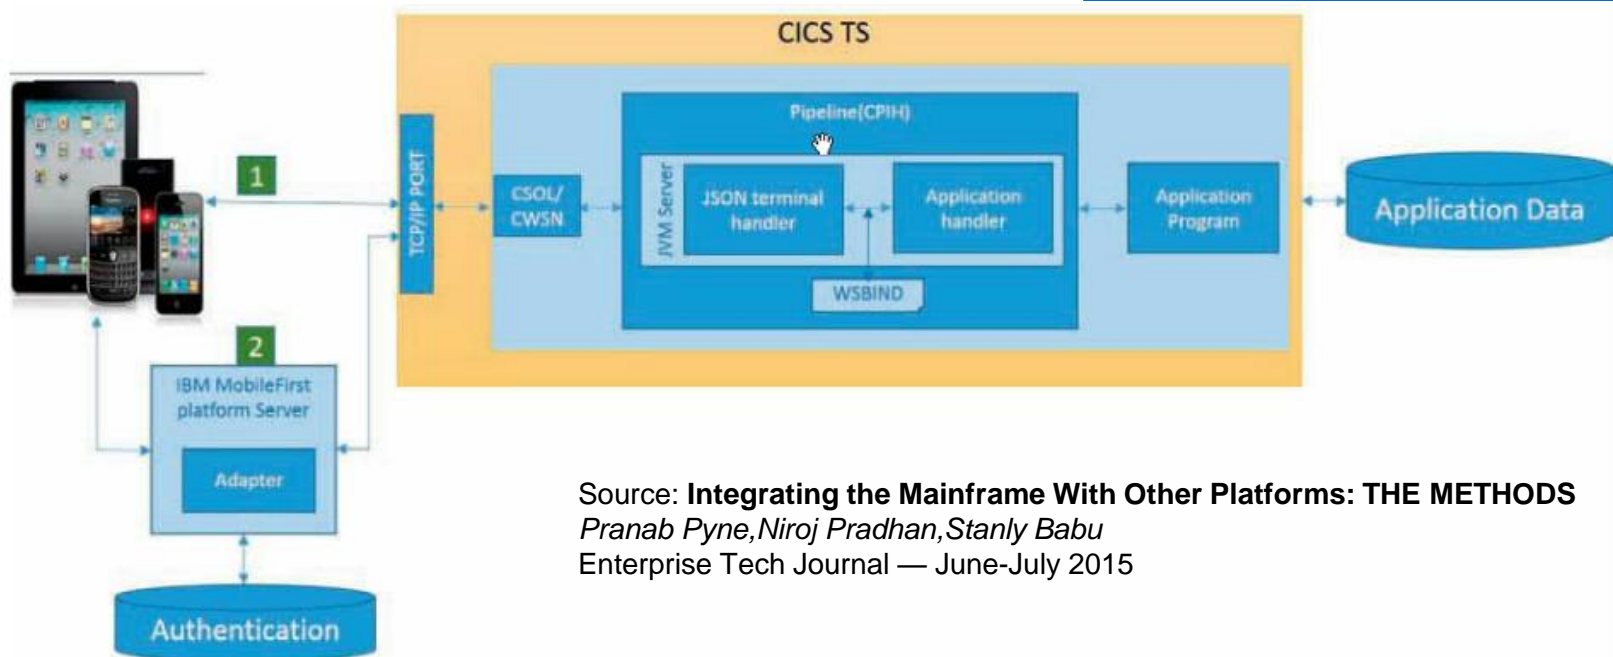 CICS TS
Pipeline(CPIH)
1
TCP/IP PORT
CSOL/
CWSN
JVM Server
JSON terminal
handler
Application
handler
WSBIND
Application
Program
Application Data
2
IBM MobileFirst
platform Server
Adapter
Authentication
Source: Integrating the Mainframe With Other Platforms: THE METHODS
Pranab Pyne,Niroj Pradhan,Stanly Babu
Enterprise Tech Journal — June-July 2015